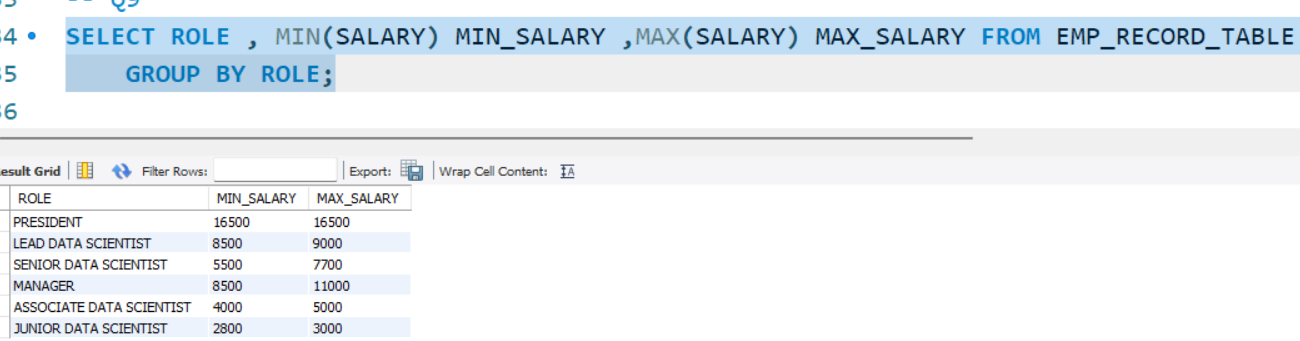 -- Q9
34 SELECT ROLE , MIN(SALARY) MIN_SALARY ,MAX(SALARY) MAX_SALARY FROM EMP_RECORD_TABLE
35 GROUP BY ROLE;
36
Result Grid Filter Rows: Export: Wrap Cell Content:
ROLE MIN_SALARY MAX_SALARY
PRESIDENT 16500 16500
LEAD DATA SCIENTIST 8500 9000
SENIOR DATA SCIENTIST 5500 7700
MANAGER 8500 11000
ASSOCIATE DATA SCIENTIST 4000 5000
JUNIOR DATA SCIENTIST 2800 3000